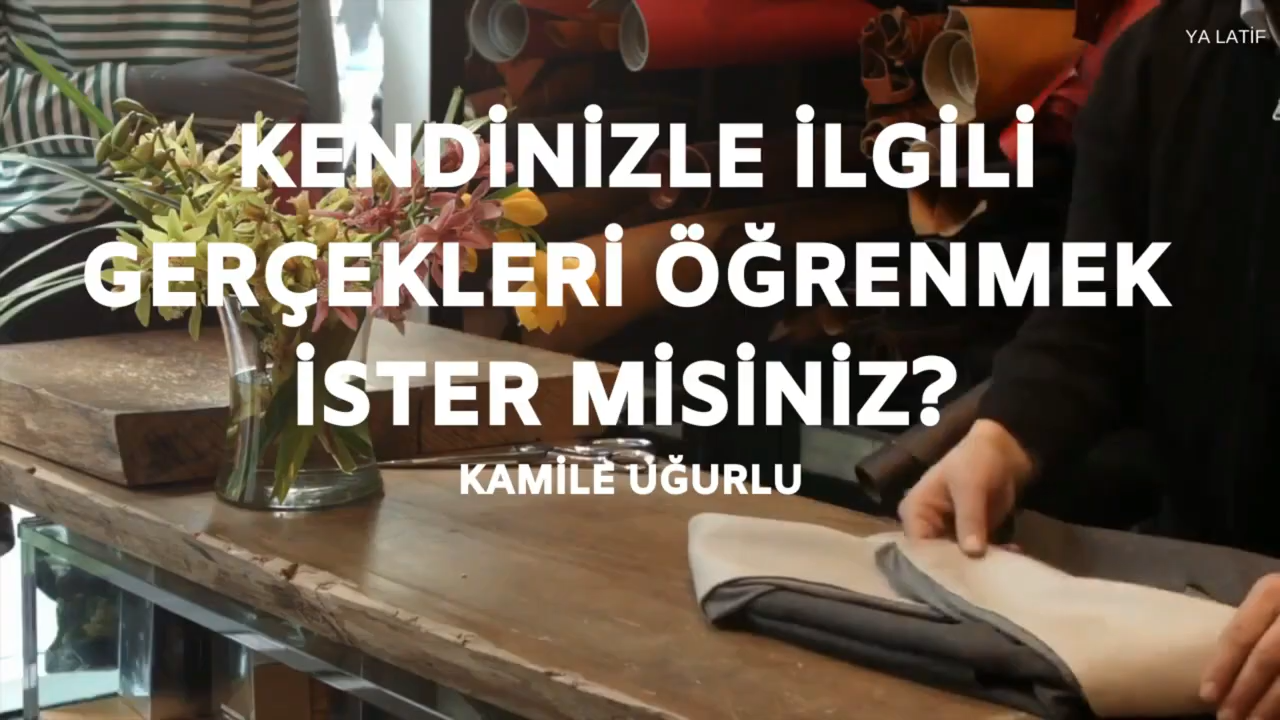 YA LATİF
KENDİNİZLE İLGİLİ
GERÇEKLERİ ÖĞRENMEK
İSTER MİSİNİZ?
KAMİLE UĞURLU